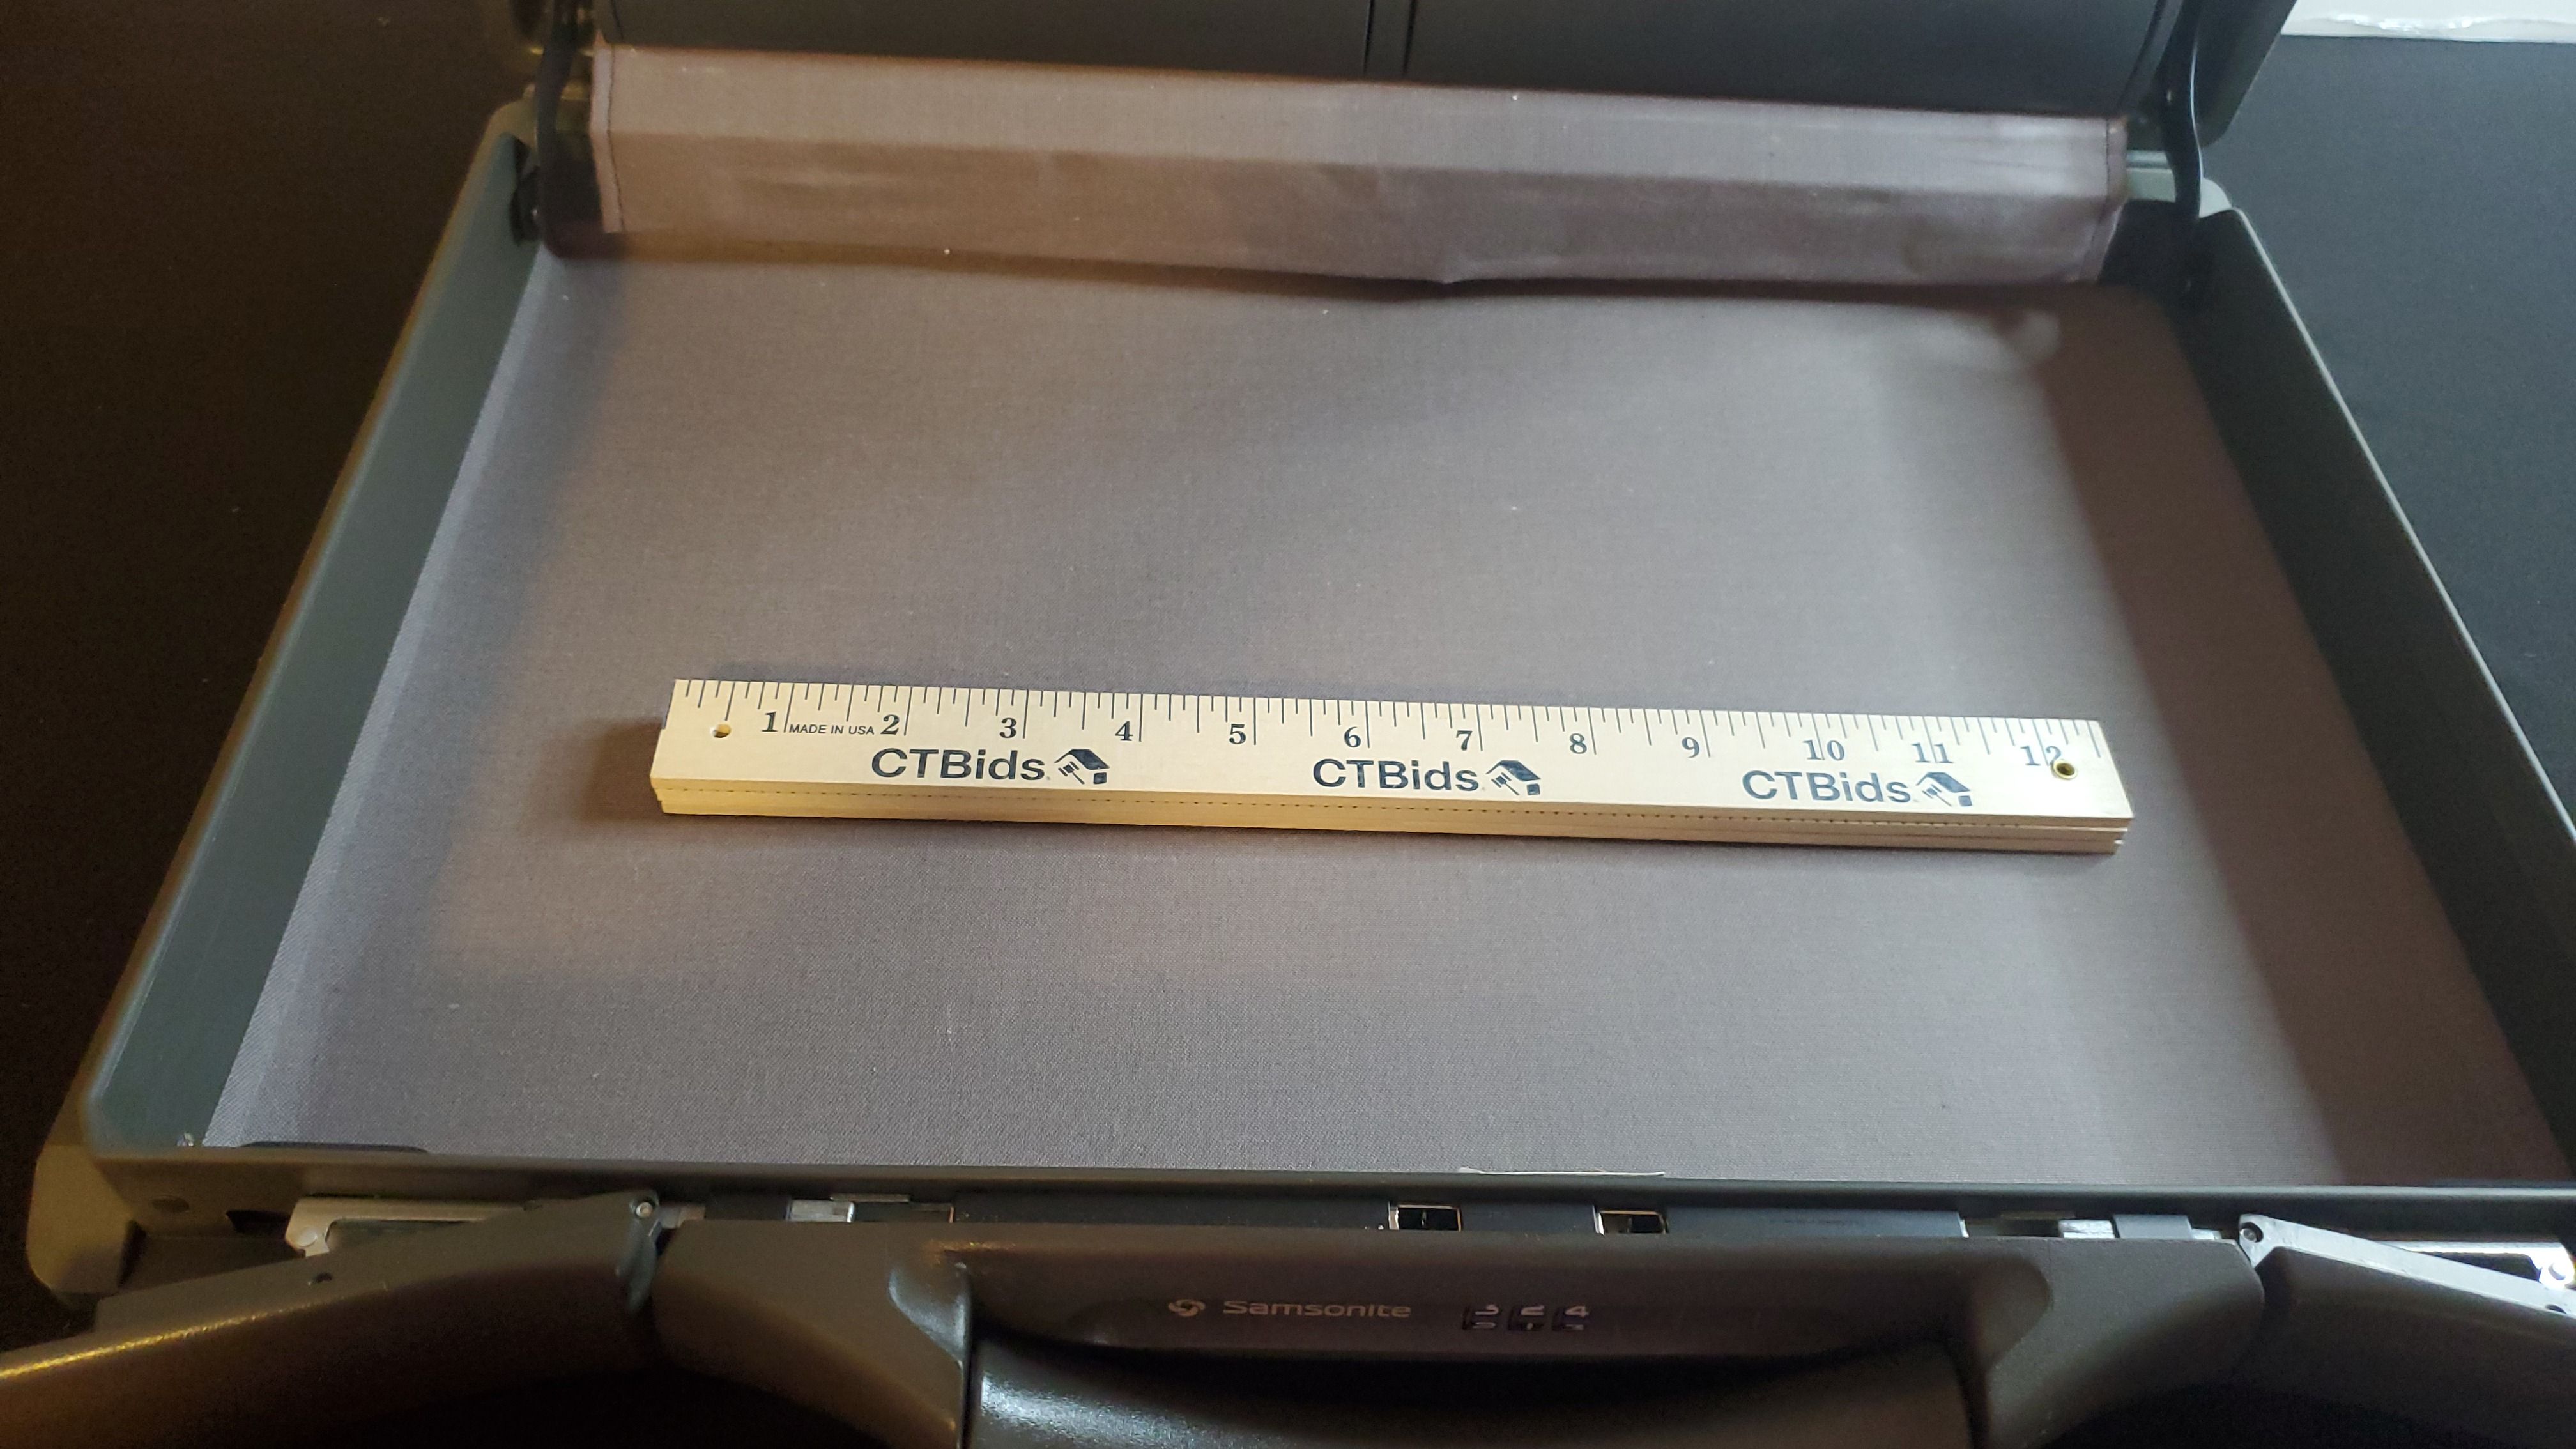 1 MADE IN USA 2 3 4 5 6 7 8 9 10 11 12
CTBids CTBids CTBids
Samsonite